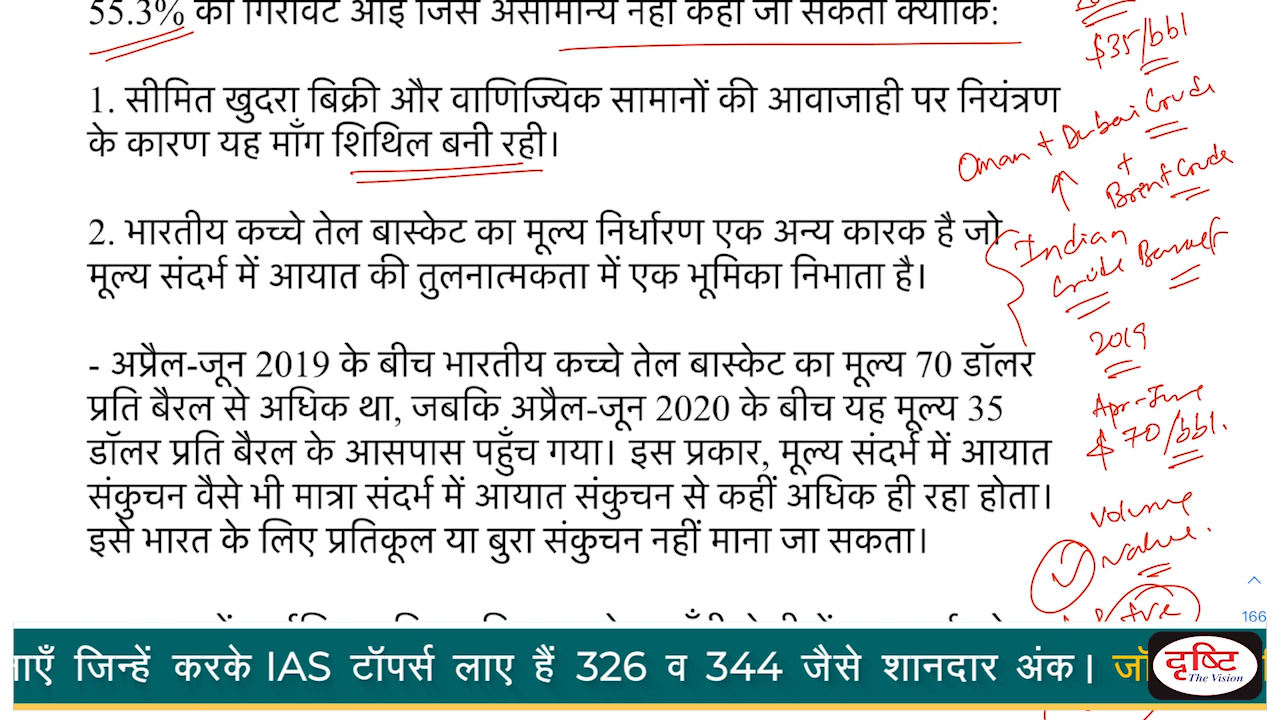 55.3% की गिरावट आई जिसे असामान्य नहीं कहा जा सकता क्योंकि:
1. सीमित खुदरा बिक्री और वाणिज्यिक सामानों की आवाजाही पर नियंत्रण
के कारण यह माँग शिथिल बनी रही।
2. भारतीय कच्चे तेल बास्केट का मूल्य निर्धारण एक अन्य कारक है जो
मूल्य संदर्भ में आयात की तुलनात्मकता में एक भूमिका निभाता है।
- अप्रैल-जून 2019 के बीच भारतीय कच्चे तेल बास्केट का मूल्य 70 डॉलर
प्रति बैरल से अधिक था, जबकि अप्रैल-जून 2020 के बीच यह मूल्य 35
डॉलर प्रति बैरल के आसपास पहुँच गया। इस प्रकार, मूल्य संदर्भ में आयात
संकुचन वैसे भी मात्रा संदर्भ में आयात संकुचन से कहीं अधिक ही रहा होता।
इसे भारत के लिए प्रतिकूल या बुरा संकुचन नहीं माना जा सकता।
$35/bbl
Oman + Dubai Crude
+
Brent Crude
Indian
Crude Basket
2019
Apr-June
$ 70/bbl.
Volume
Value.
166
जिन्हें करके IAS टॉपर्स लाए हैं 326 व 344 जैसे शानदार अंक।
दृष्टि
The Vision